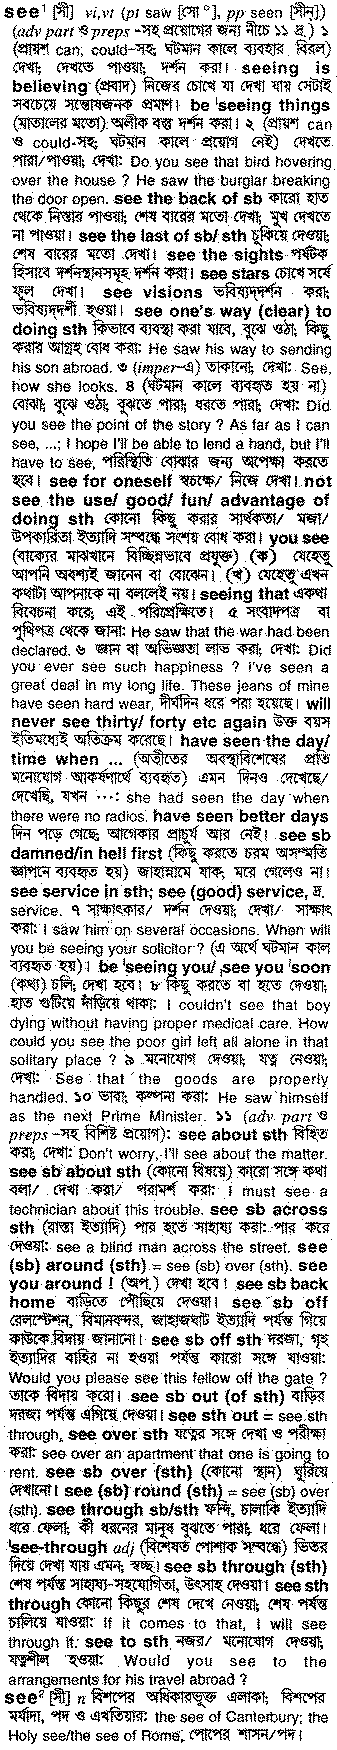 see¹ [সী] vi,vt (pt saw [সো °], pp seen [সীন্])
(adv part ও preps -সহ প্রয়োগের জন্য নীচে ১১ দ্র.) ১
(প্রায়শ can, could-সহ; ঘটমান কালে ব্যবহার বিরল)
দেখা; দেখতে পাওয়া; দর্শন করা। seeing is
believing (প্রবাদ) নিজের চোখে যা দেখা যায় সেটাই
সবচেয়ে সন্তোষজনক প্রমাণ। be ˈseeing things
(মাতালের মতো) অলীক বস্তু দর্শন করা। ২ (প্রায়শ can
ও could-সহ; ঘটমান কালে প্রয়োগ নেই) দেখতে
পারা/পাওয়া; দেখা: Do you see that bird hovering
over the house ? He saw the burglar breaking
the door open. see the back of sb কারো হাত
থেকে নিস্তার পাওয়া; শেষ বারের মতো দেখা; মুখ দেখতে
না পাওয়া। see the last of sb/ sth চুকিয়ে দেওয়া;
শেষ বারের মতো দেখা। see the sights পর্যটক
হিসাবে দর্শনস্থানসমূহ দর্শন করা। see stars চোখে সর্ষে
ফুল দেখা। see visions ভবিষ্যদ্দর্শন করা;
ভবিষ্যদ্দর্শী হওয়া। see one's way (clear) to
doing sth কিভাবে ব্যবস্থা করা যাবে, বুঝে ওঠা; কিছু
করার আগ্রহ বোধ করা: He saw his way to sending
his son abroad. ৩ (imper-এ) তাকানো; দেখা: See,
how she looks. ৪ (ঘটমান কালে ব্যবহৃত হয় না)
বোঝা; বুঝে ওঠা; বুঝতে পারা; ধরতে পারা; দেখা: Did
you see the point of the story ? As far as I can
see, ...; I hope I'll be able to lend a hand, but I'll
have to see, পরিস্থিতি বোঝার জন্য অপেক্ষা করতে
হবে। see for oneself স্বচক্ষে/ নিজে দেখা। not
see the use/ good/ fun/ advantage of
doing sth কোনো কিছু করার সার্থকতা/ মজা/
উপকারিতা ইত্যাদি সম্বন্ধে সংশয় বোধ করা। you see
(বাক্যের মাঝখানে বিচ্ছিন্নভাবে প্রযুক্ত) (ক) যেহেতু
আপনি অবশ্যই জানেন বা বোঝেন। (খ) যেহেতু এখন
কথাটা আপনাকে না বললেই নয়। seeing that একথা
বিবেচনা করে; এই পরিপ্রেক্ষিতে। ৫ সংবাদপত্র বা
পুথিপত্র থেকে জানা: He saw that the war had been
declared. ৬ জ্ঞান বা অভিজ্ঞতা লাভ করা; দেখা: Did
you ever see such happiness ? I've seen a
great deal in my long life. These jeans of mine
have seen hard wear, দীর্ঘদিন ধরে পরা হয়েছে। will
never see thirty/ forty etc again উক্ত বয়স
ইতিমধ্যেই অতিক্রম করেছে। have seen the day/
time when ... (অতীতের অবস্থাবিশেষের প্রতি
মনোযোগ আকর্ষণার্থে ব্যবহৃত) এমন দিনও দেখেছে/
দেখেছি, যখন ···: she had seen the day when
there were no radios. have seen better days
দিন পড়ে গেছে; আগেকার প্রাচুর্য আর নেই। see sb
damned/in hell first (কিছু করতে চরম অসম্মতি
জ্ঞাপনে ব্যবহৃত হয়) জাহান্নামে যাক, মরে গেলেও না।
see service in sth; see (good) service, দ্র.
service. ৭ সাক্ষাৎকার/ দর্শন দেওয়া; দেখা/ সাক্ষাৎ
করা: I saw him on several occasions. When will
you be seeing your solicitor ? (এ অর্থে ঘটমান কাল
ব্যবহৃত হয়)। be ˈseeing you/ ˌsee you ˈsoon
(কথ্য) চলি; দেখা হবে। ৮ কিছু করতে বা হতে দেওয়া;
হাত গুটিয়ে দাঁড়িয়ে থাকা: I couldn't see that boy
dying without having proper medical care. How
could you see the poor girl left all alone in that
solitary place ? ৯ মনোযোগ দেওয়া; যত্ন নেওয়া;
দেখা: See that the goods are properly
handled. ১০ ভাবা; কল্পনা করা: He saw himself
as the next Prime Minister. ১১ (adv part ও
preps -সহ বিশিষ্ট প্রয়োগ): see about sth বিহিত
করা; দেখা: Don't worry, I'll see about the matter.
see sb about sth (কোনো বিষয়ে) কারো সঙ্গে কথা
বলা/ দেখা করা/ পরামর্শ করা: I must see a
technician about this trouble. see sb across
sth (রাস্তা ইত্যাদি) পার হতে সাহায্য করা; পার করে
দেওয়া: see a blind man across the street. see
(sb) around (sth) = see (sb) over (sth). see
you around ! (অপ.) দেখা হবে। see sb back
home বাড়িতে পৌঁছিয়ে দেওয়া। see sb off
রেলস্টেশন, বিমানবন্দর, জাহাজঘাট ইত্যাদি পর্যন্ত গিয়ে
কাউকে বিদায় জানানো। see sb off sth দরজা, গৃহ
ইত্যাদির বাহির না হওয়া পর্যন্ত কারো সঙ্গে যাওয়া:
Would you please see this fellow off the gate ?
তাকে বিদায় করো। see sb out (of sth) বাড়ির
দরজা পর্যন্ত এগিয়ে দেওয়া। see sth out = see sth
through. see over sth যত্নের সঙ্গে দেখা ও পরীক্ষা
করা: see over an apartment that one is going to
rent. see sb over (sth) (কোনো স্থান) ঘুরিয়ে
দেখানো। see (sb) round (sth) = see (sb) over
(sth). see through sb/sth ফন্দি, চালাকি ইত্যাদি
ধরে ফেলা; কী ধরনের মানুষ বুঝতে পারা; ধরে ফেলা।
ˈsee-through adj (বিশেষত পোশাক সম্বন্ধে) ভিতর
দিয়ে দেখা যায় এমন; স্বচ্ছ। see sb through (sth)
শেষ পর্যন্ত সাহায্য-সহযোগিতা, উৎসাহ দেওয়া। see sth
through কোনো কিছুর শেষ দেখে নেওয়া; শেষ পর্যন্ত
চালিয়ে যাওয়া: If it comes to that, I will see
through it. see to sth নজর/ মনোযোগ দেওয়া;
যত্নশীল হওয়া: Would you see to the
arrangements for his travel abroad ?
see² [সী] n বিশপের অধিকারভুক্ত এলাকা; বিশপের
মর্যাদা, পদ ও এখতিয়ার: the see of Canterbury; the
Holy see/the see of Rome, পোপের শাসন/পদ।